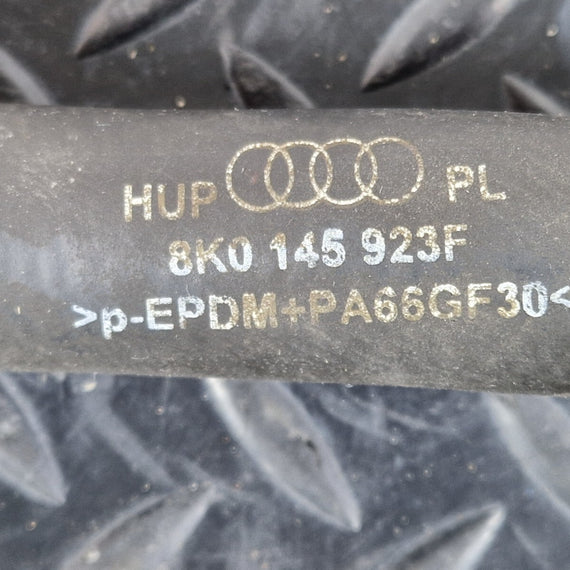 HUP PL
8K0 145 923F
>p-EPDM+PA66GF30<